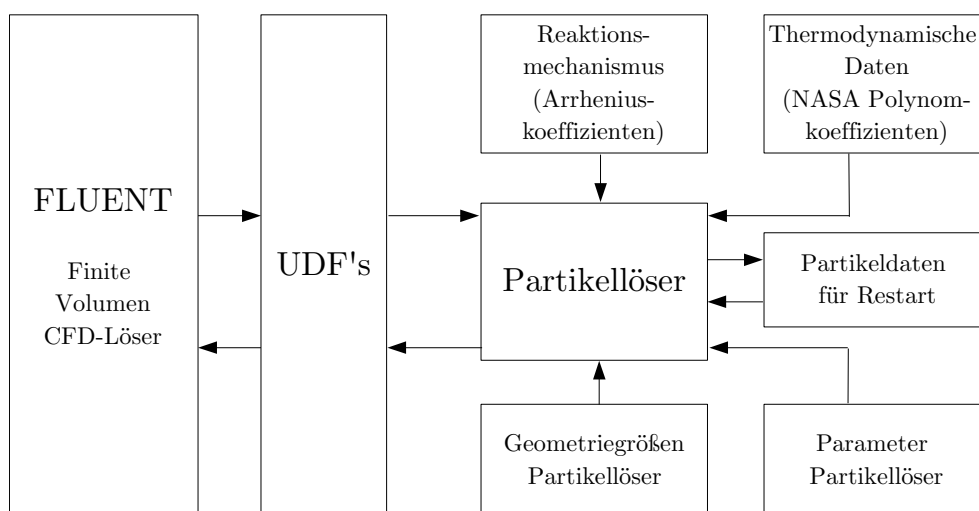 FLUENT
Finite
Volumen
CFD-Löser
UDF's
Reaktions-
mechanismus
(Arrhenius-
koeffizienten)
Thermodynamische
Daten
(NASA Polynom-
koeffizienten)
Partikellöser
Partikeldaten
für Restart
Geometriegrößen
Partikellöser
Parameter
Partikellöser